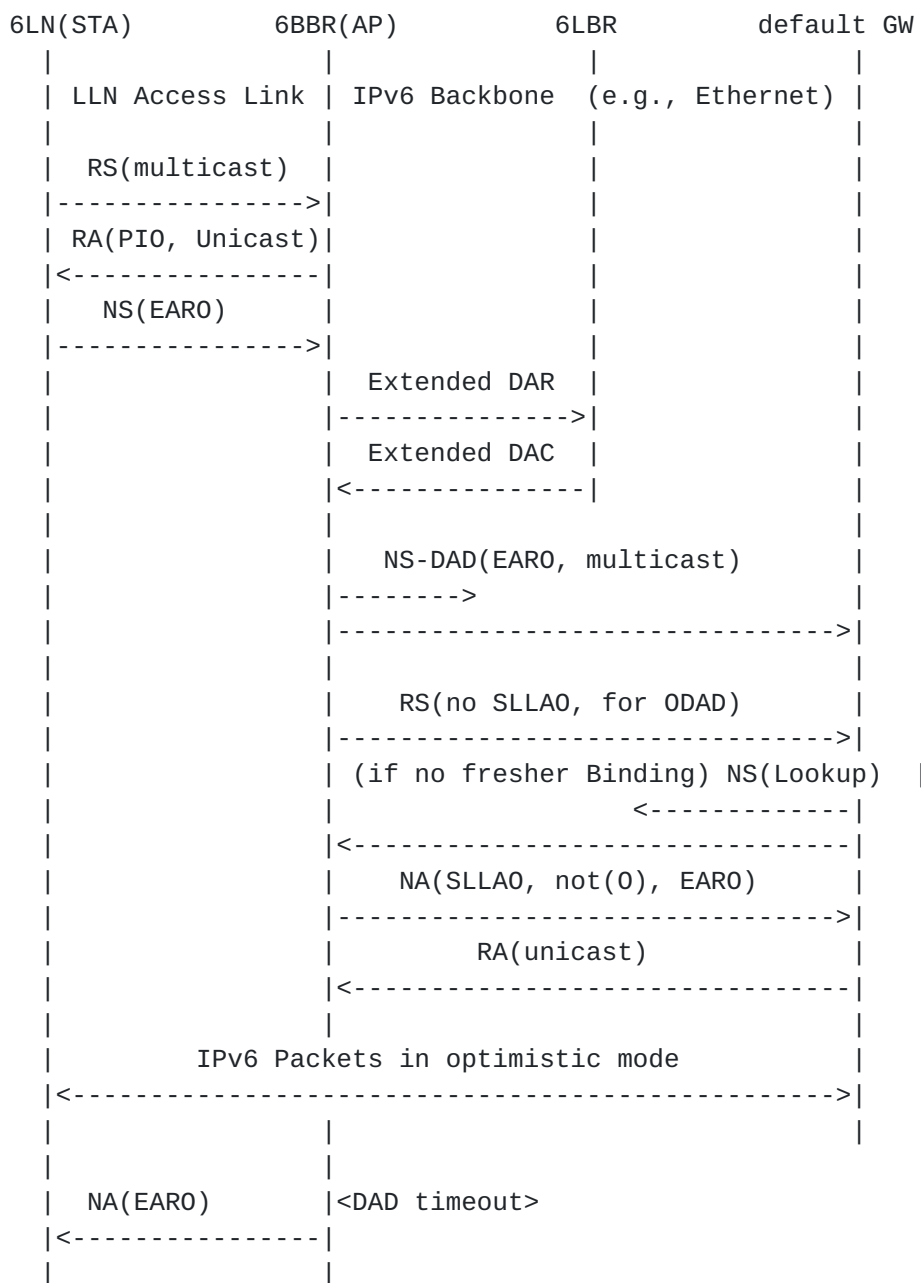 6LN(STA) 6BBR(AP) 6LBR default GW
LLN Access Link IPv6 Backbone (e.g., Ethernet)
RS(multicast)
RA(PIO, Unicast)
NS(EARO)
Extended DAR
Extended DAC
NS-DAD(EARO, multicast)
RS(no SLLAO, for ODAD)
(if no fresher Binding) NS(Lookup)
NA(SLLAO, not(O), EARO)
RA(unicast)
IPv6 Packets in optimistic mode
NA(EARO) <DAD timeout>